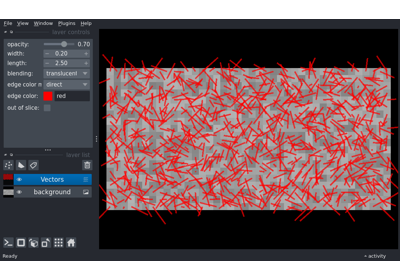 File View Window Plugins Help
layer controls
opacity: 0.70
width: 0.20
length: 2.50
blending: translucent
edge color m direct
edge color: red
out of slice:
layer list
Vectors
background
Ready
activity